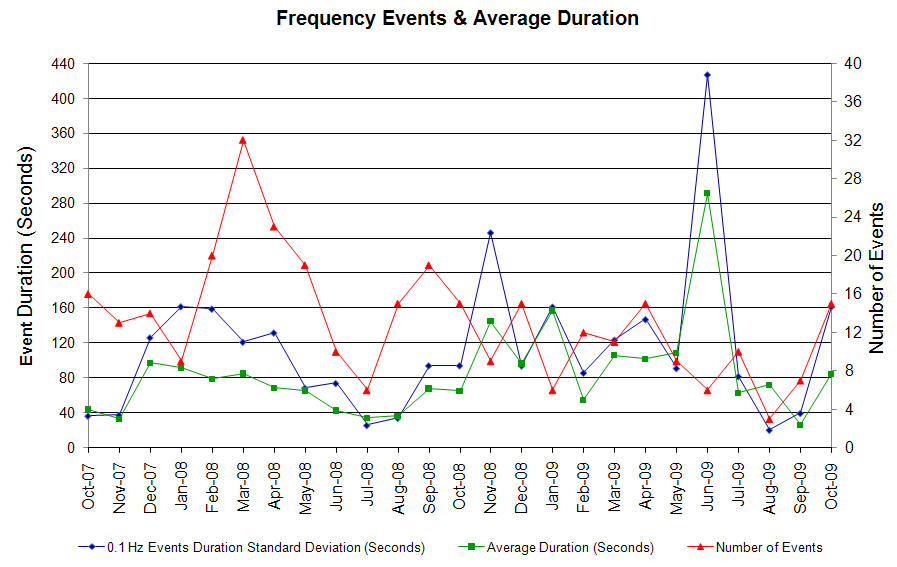 Frequency Events & Average Duration
Event Duration (Seconds)
440
400
360
320
280
240
200
160
120
80
40
0
40
36
32
28
24
20
16
12
8
4
0
Number of Events
Oct-07
Nov-07
Dec-07
Jan-08
Feb-08
Mar-08
Apr-08
May-08
Jun-08
Jul-08
Aug-08
Sep-08
Oct-08
Nov-08
Dec-08
Jan-09
Feb-09
Mar-09
Apr-09
May-09
Jun-09
Jul-09
Aug-09
Sep-09
Oct-09
0.1 Hz Events Duration Standard Deviation (Seconds)
Average Duration (Seconds)
Number of Events